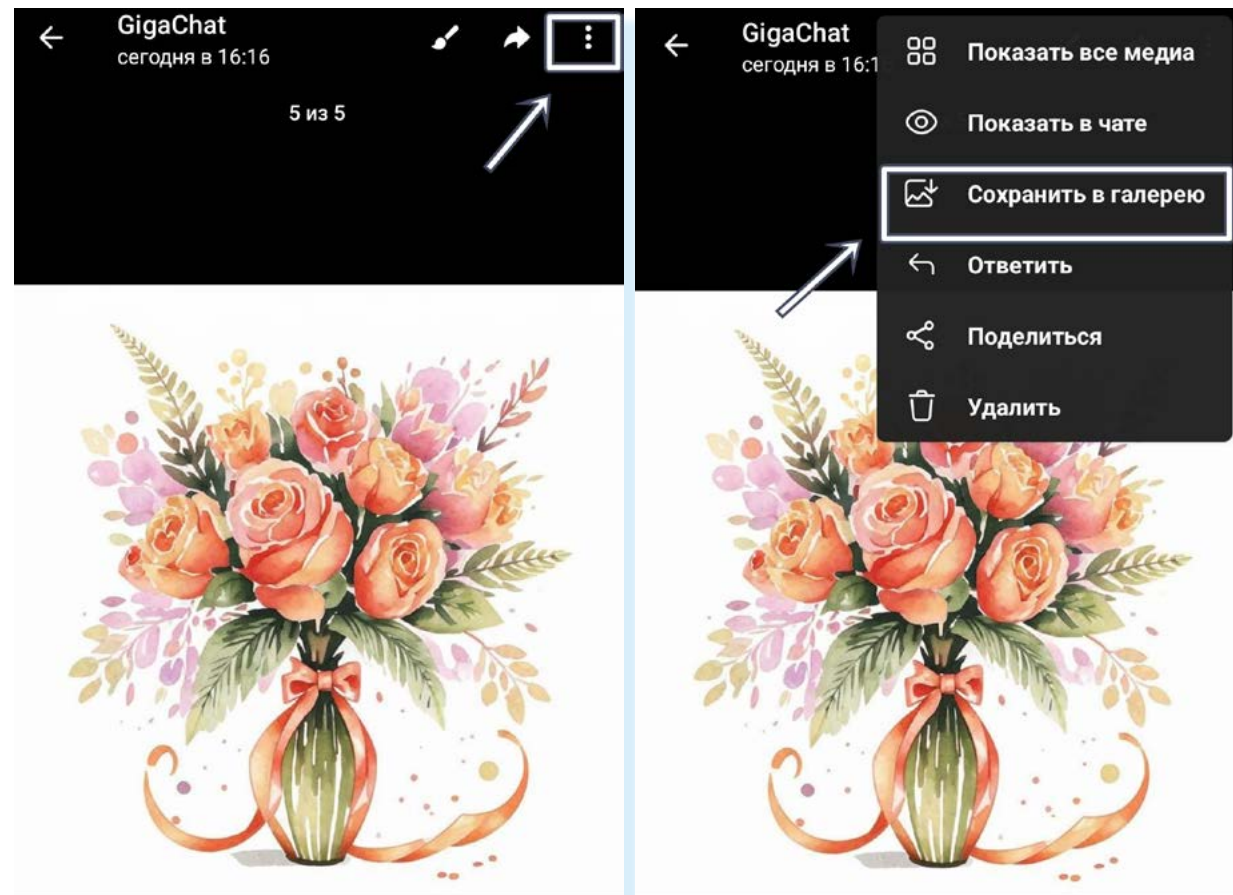 GigaChat
сегодня в 16:16
5 из 5
GigaChat
сегодня в 16:1
Показать все медиа
Показать в чате
Сохранить в галерею
Ответить
Поделиться
Удалить